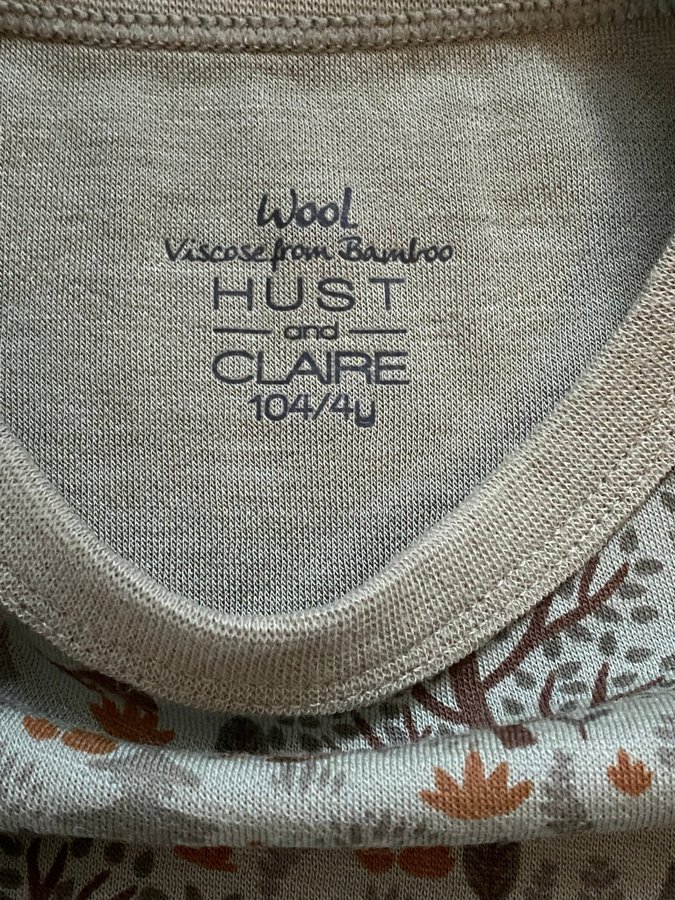 Wool
Viscose from Bamboo
HUST
and
CLAIRE
104/4y